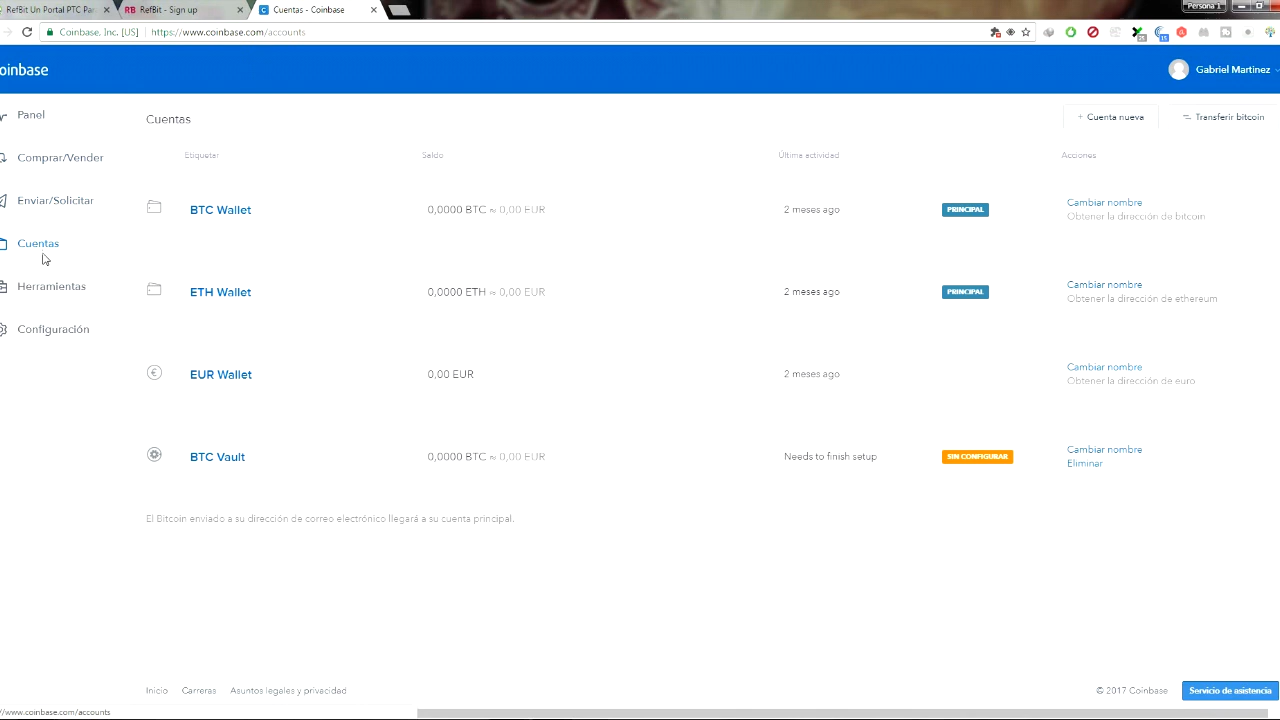 RefBit Un Portal PTC Par
RefBit - Sign up
Cuentas - Coinbase
Persona 1
Coinbase, Inc. [US]
https://www.coinbase.com/accounts
oinbase
Gabriel Martinez
Panel
Comprar/Vender
Enviar/Solicitar
Cuentas
Herramientas
Configuración
Cuentas
+ Cuenta nueva
Transferir bitcoin
Etiquetar
Saldo
Última actividad
Acciones
BTC Wallet
0,0000 BTC ≈ 0,00 EUR
2 meses ago
PRINCIPAL
Cambiar nombre
Obtener la dirección de bitcoin
ETH Wallet
0,0000 ETH ≈ 0,00 EUR
2 meses ago
PRINCIPAL
Cambiar nombre
Obtener la dirección de ethereum
EUR Wallet
0,00 EUR
2 meses ago
Cambiar nombre
Obtener la dirección de euro
BTC Vault
0,0000 BTC ≈ 0,00 EUR
Needs to finish setup
SIN CONFIGURAR
Cambiar nombre
Eliminar
El Bitcoin enviado a su dirección de correo electrónico llegará a su cuenta principal.
Inicio
Carreras
Asuntos legales y privacidad
© 2017 Coinbase
Servicio de asistencia
//www.coinbase.com/accounts